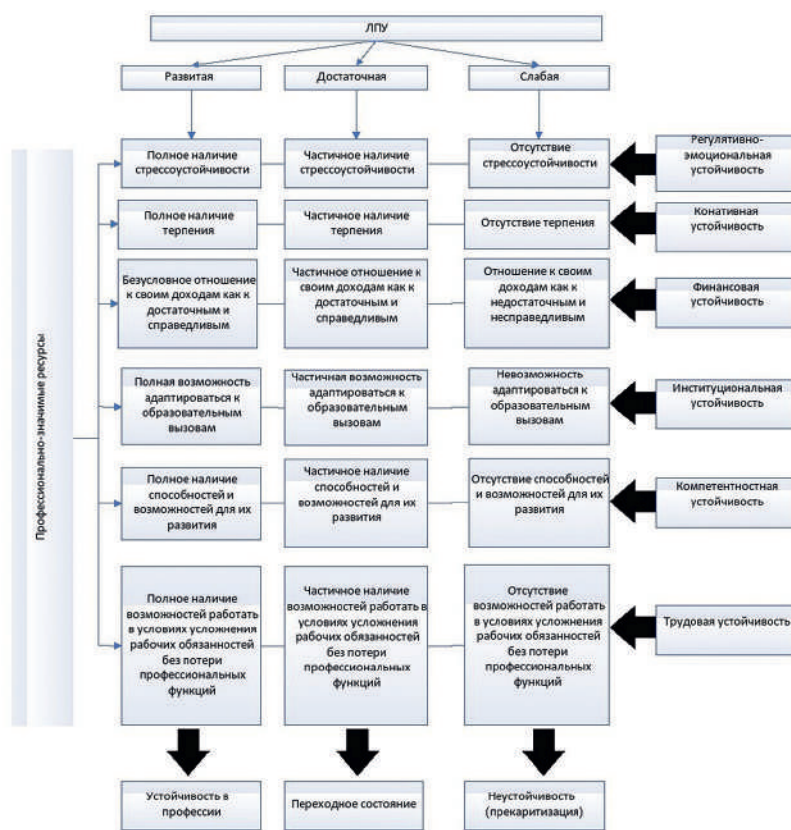 ЛПУ
Развитая
Достаточная
Слабая
Профессионально-значимые ресурсы
Полное наличие
стрессоустойчивости
Частичное наличие
стрессоустойчивости
Отсутствие
стрессоустойчивости
Регулятивно-
эмоциональная
устойчивость
Полное наличие
терпения
Частичное наличие
терпения
Отсутствие терпения
Конативная
устойчивость
Безусловное отношение
к своим доходам как к
достаточным и
справедливым
Частичное отношение к
своим доходам как к
достаточным и
справедливым
Отношение к своим
доходам как к
недостаточным и
несправедливым
Финансовая
устойчивость
Полная возможность
адаптироваться к
образовательным
вызовам
Частичная возможность
адаптироваться к
образовательным
вызовам
Невозможность
адаптироваться к
образовательным
вызовам
Институциональная
устойчивость
Полное наличие
способностей и
возможностей для их
развития
Частичное наличие
способностей и
возможностей для их
развития
Отсутствие способностей
и возможностей для их
развития
Компетентностная
устойчивость
Полное наличие
возможностей работать
в условиях усложнения
рабочих обязанностей
без потери
профессиональных
функций
Частичное наличие
возможностей работать в
условиях усложнения
рабочих обязанностей
без потери
профессиональных
функций
Отсутствие
возможностей работать
в условиях усложнения
рабочих обязанностей
без потери
профессиональных
функций
Трудовая устойчивость
Устойчивость в
профессии
Переходное состояние
Неустойчивость
(прекаритизация)